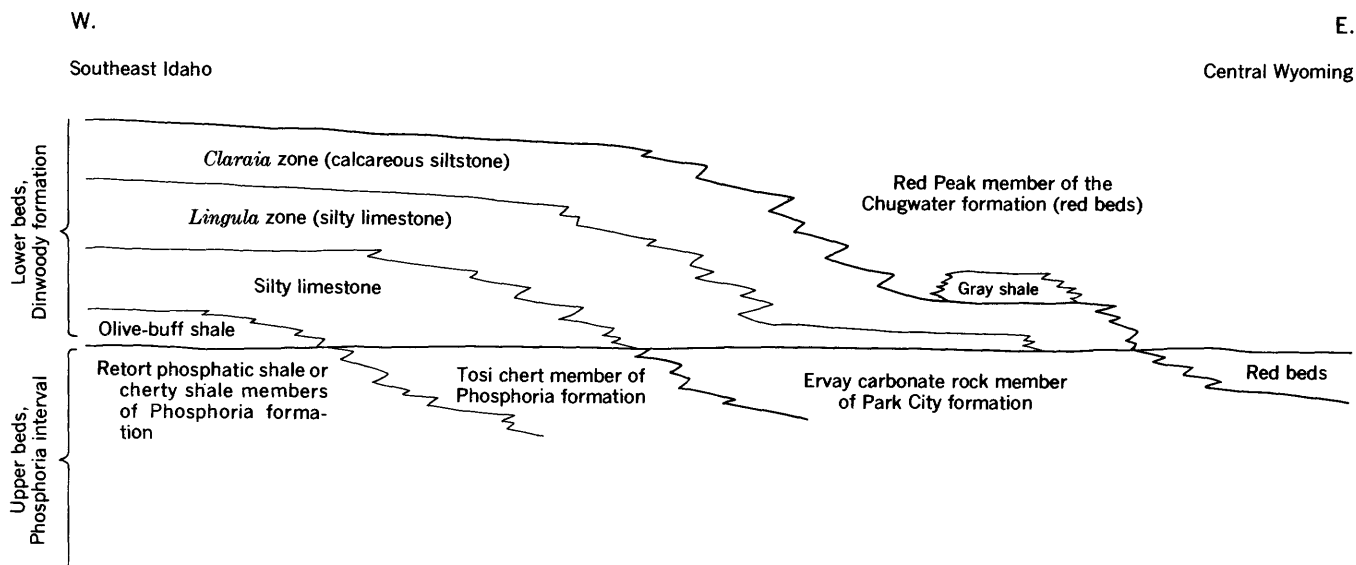 W.
E.
Southeast Idaho
Central Wyoming
Lower beds,
Dinwoody formation
Claraia zone (calcareous siltstone)
Red Peak member of the
Chugwater formation (red beds)
Lingula zone (silty limestone)
Silty limestone
Gray shale
Olive-buff shale
Upper beds,
Phosphoria interval
Retort phosphatic shale or
cherty shale members
of Phosphoria forma-
tion
Tosi chert member of
Phosphoria formation
Ervay carbonate rock member
of Park City formation
Red beds